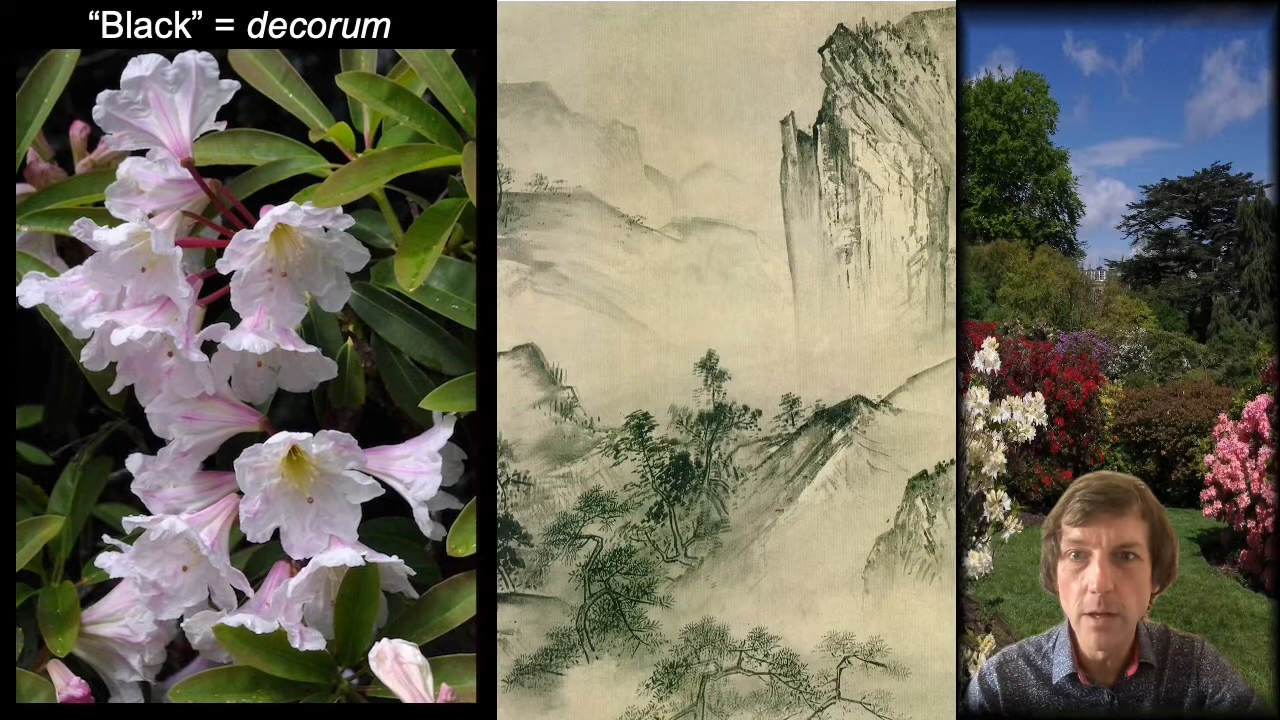 “Black” = decorum